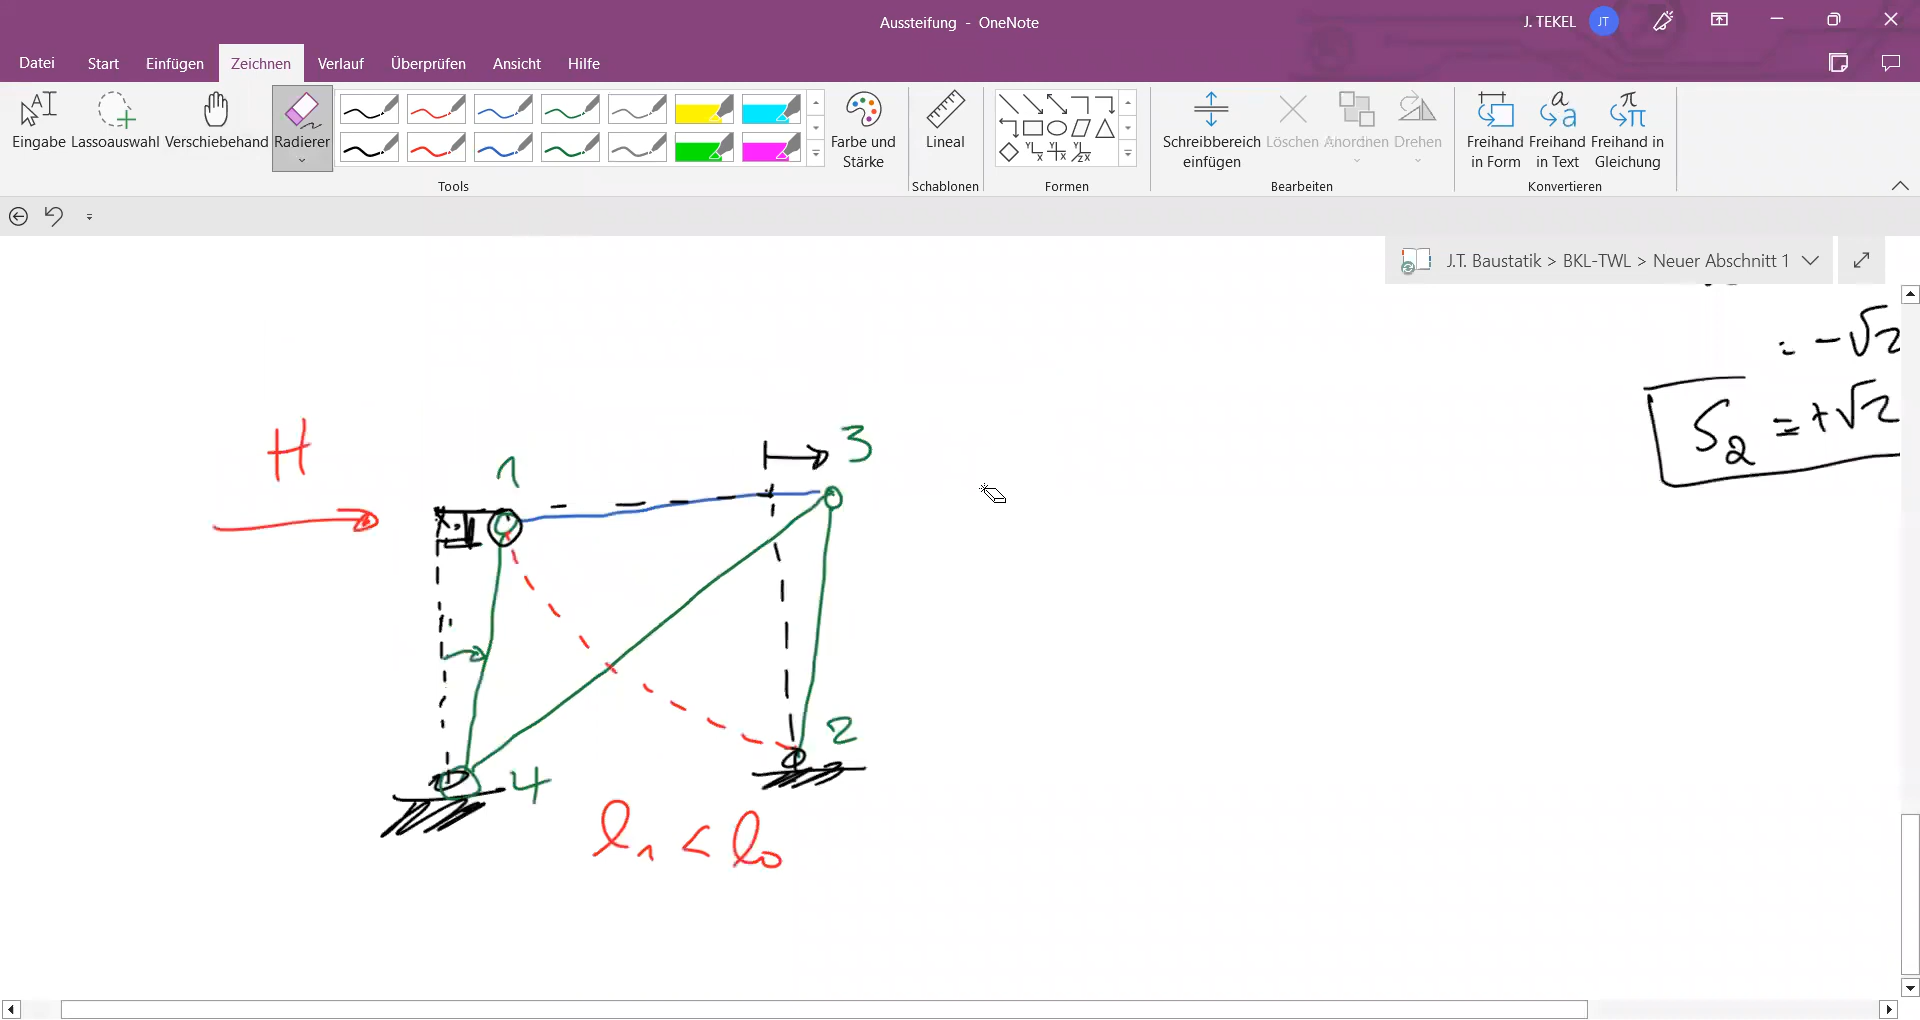 Aussteifung - OneNote
J. TEKEL
JT
Datei
Start
Einfügen
Zeichnen
Verlauf
Überprüfen
Ansicht
Hilfe
Eingabe
Lassoauswahl
Verschiebehand
Radierer
Farbe und Stärke
Lineal
Schreibbereich einfügen
Löschen
Anordnen
Drehen
Freihand in Form
Freihand in Text
Freihand in Gleichung
Tools
Schablonen
Formen
Bearbeiten
Konvertieren
J.T. Baustatik > BKL-TWL > Neuer Abschnitt 1
= -√2
S₂ = +√2
H
1
3
2
4
l₁ < l₀